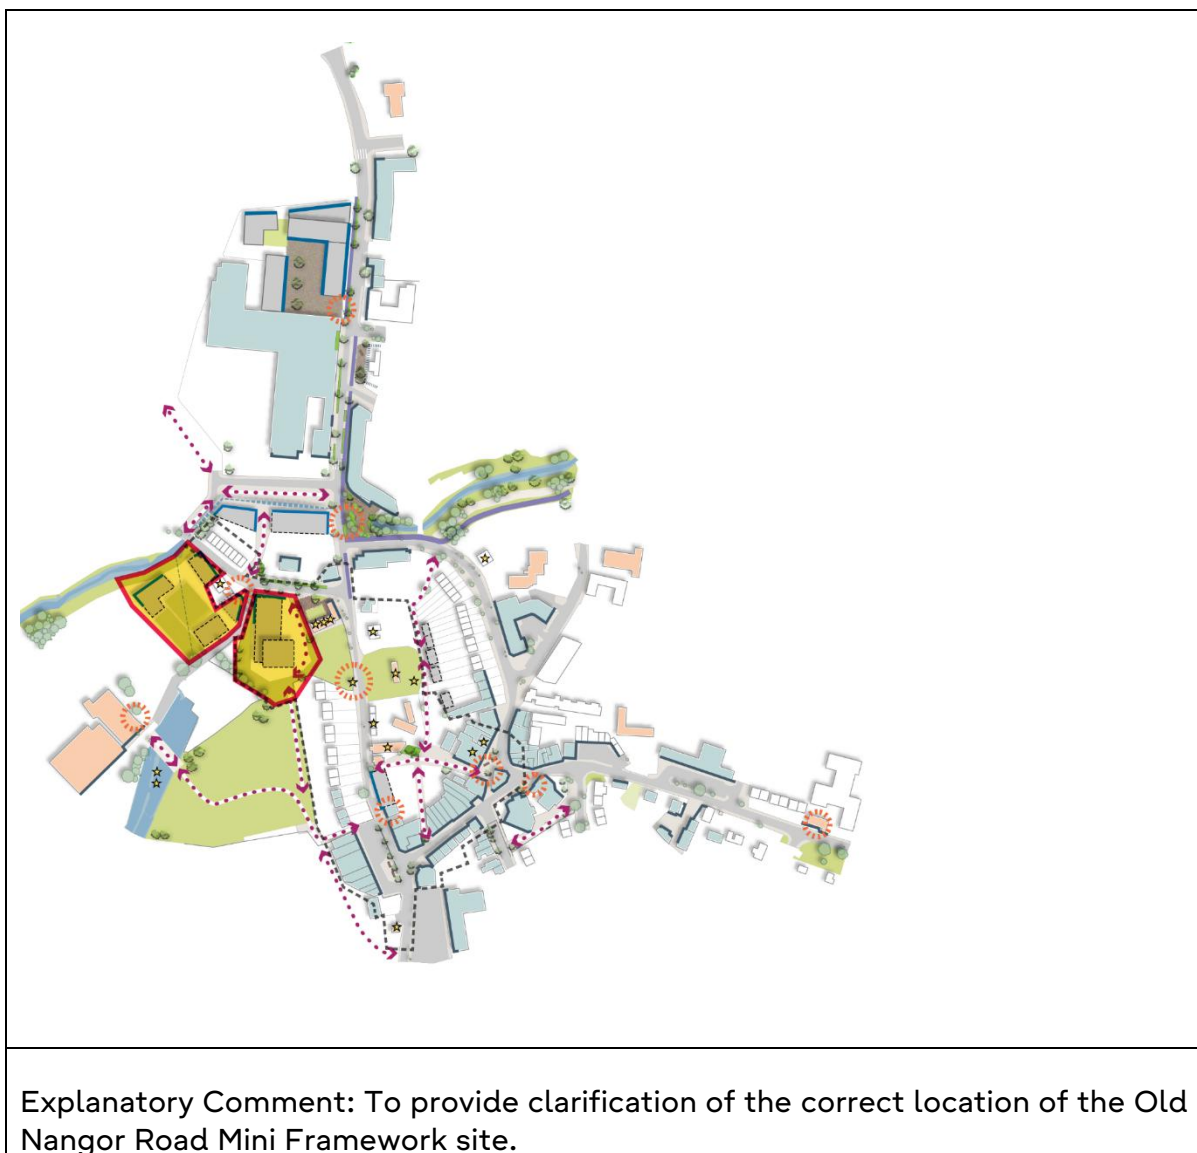 Explanatory Comment: To provide clarification of the correct location of the Old
Nangor Road Mini Framework site.